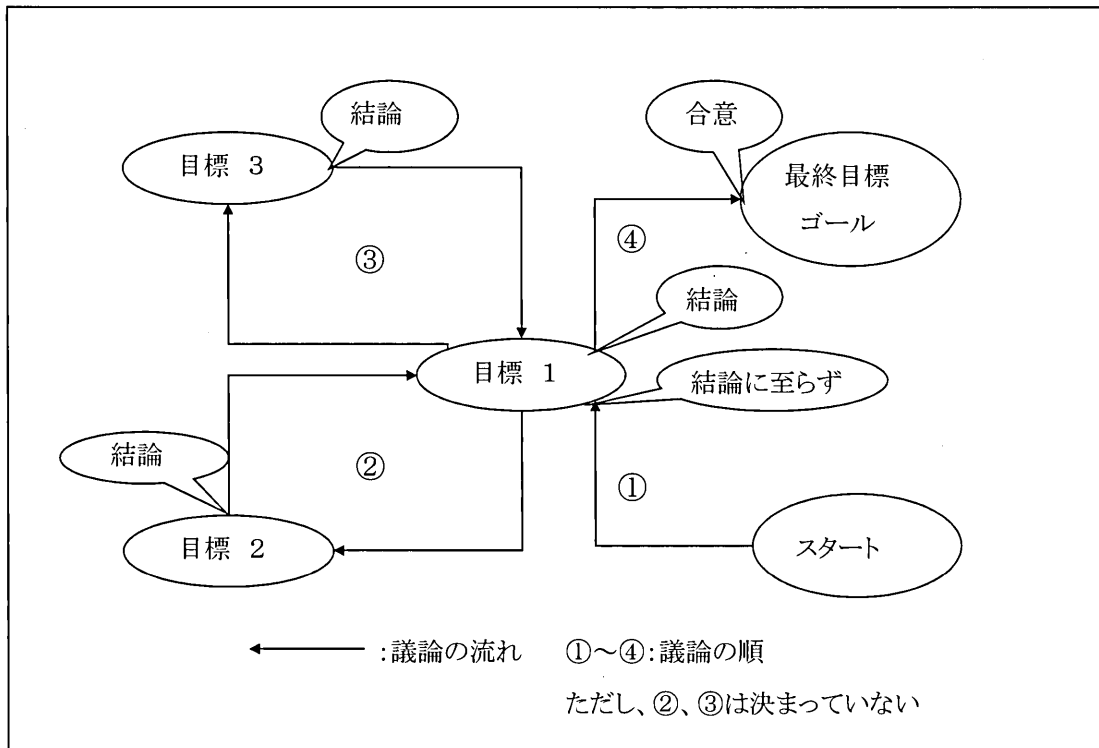 結論
合意
目標 3
最終目標
ゴール
③
④
結論
目標 1
結論に至らず
結論
②
①
目標 2
スタート
:議論の流れ
①~④:議論の順
ただし、②、③は決まっていない